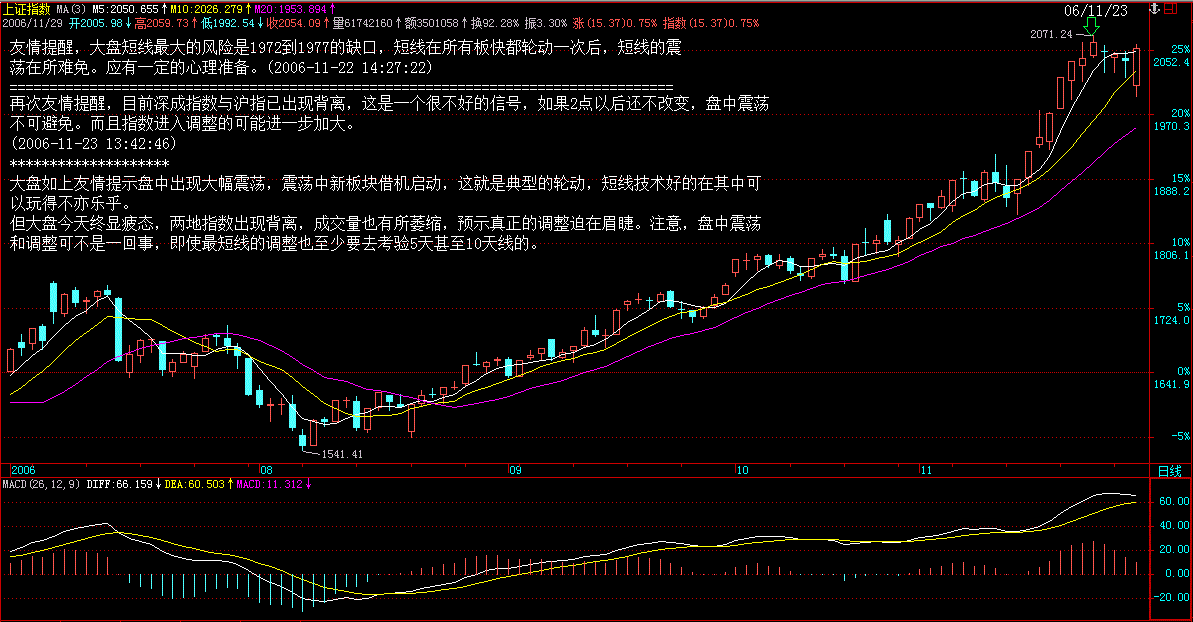 上证指数 MA(3) M5:2050.655↑M10:2026.279↑M20:1953.894↑
06/11/23
2006/11/29 开2005.98↓高2059.73↑低1992.54↓收2054.09↑量61742160↑额3501058↑换92.28% 振3.30% 涨(15.37)0.75% 指数(15.37)0.75%
2071.24
友情提醒，大盘短线最大的风险是1972到1977的缺口，短线在所有板快都轮动一次后，短线的震
荡在所难免。应有一定的心理准备。(2006-11-22 14:27:22)
===================================================================
再次友情提醒，目前深成指数与沪指已出现背离，这是一个很不好的信号，如果2点以后还不改变，盘中震荡
不可避免。而且指数进入调整的可能进一步加大。
(2006-11-23 13:42:46)
********************
大盘如上友情提示盘中出现大幅震荡，震荡中新板块借机启动，这就是典型的轮动，短线技术好的在其中可
以玩得不亦乐乎。
但大盘今天终显疲态，两地指数出现背离，成交量也有所萎缩，预示真正的调整迫在眉睫。注意，盘中震荡
和调整可不是一回事，即使最短线的调整也至少要去考验5天甚至10天线的。
25%
2052.4
20%
1970.3
15%
1888.2
10%
1806.1
5%
1724.0
0%
1641.9
-5%
1541.41
2006 08 09 10 11 日线
MACD(26,12,9) DIFF:66.159↓DEA:60.503↑MACD:11.312↓
60.00
40.00
20.00
0.00
-20.00